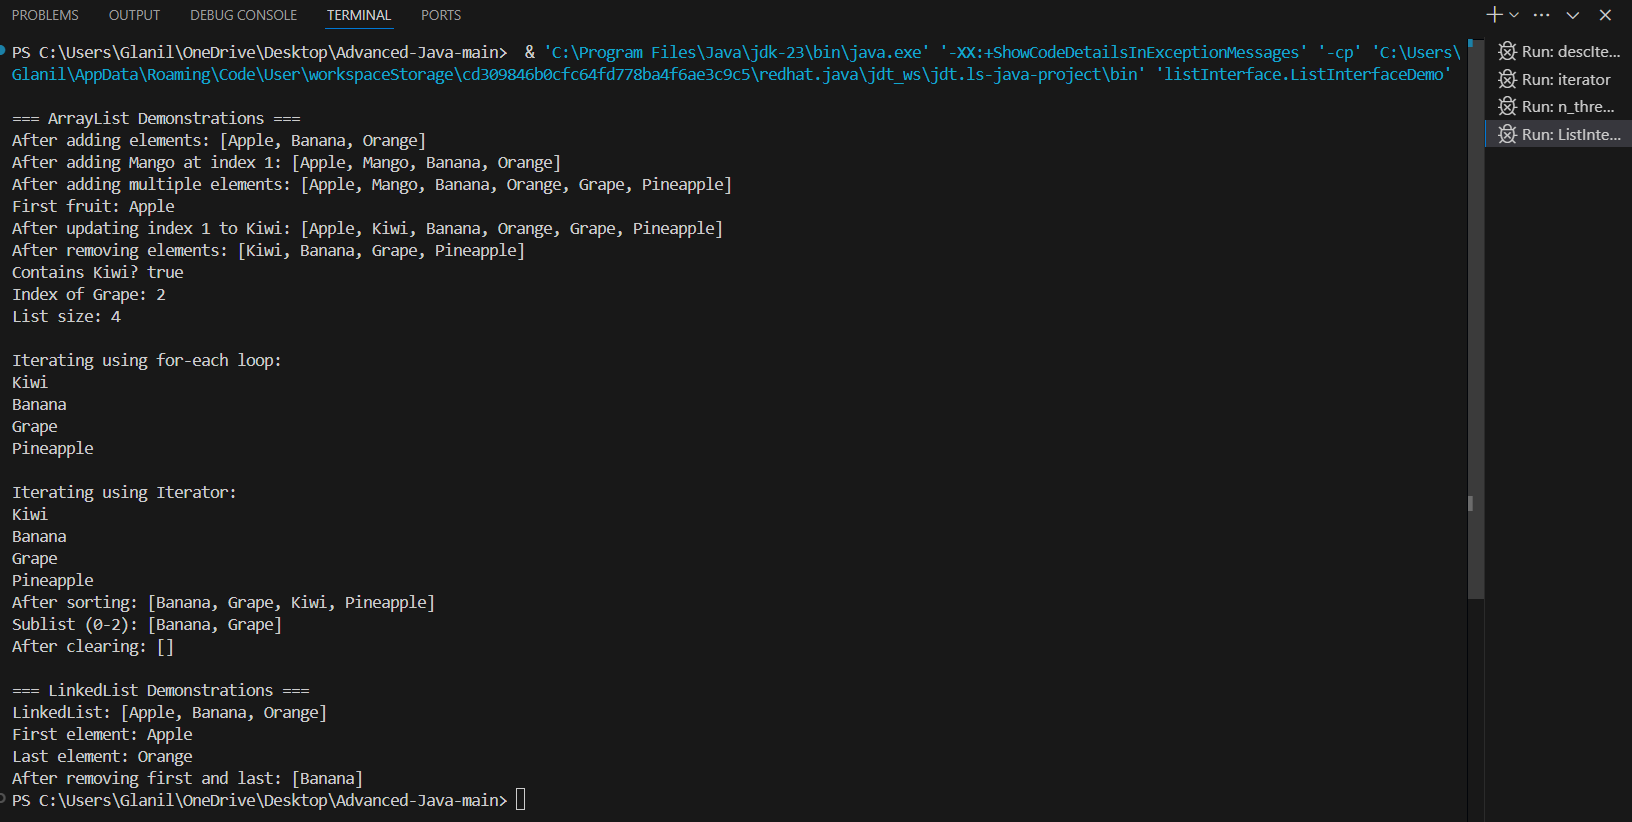 PROBLEMS OUTPUT DEBUG CONSOLE TERMINAL PORTS
PS C:\Users\Glanil\OneDrive\Desktop\Advanced-Java-main>  & 'C:\Program Files\Java\jdk-23\bin\java.exe' '-XX:+ShowCodeDetailsInExceptionMessages' '-cp' 'C:\Users\
Glanil\AppData\Roaming\Code\User\workspaceStorage\cd309846b0cfc64fd778ba4f6ae3c9c5\redhat.java\jdt_ws\jdt.ls-java-project\bin' 'listInterface.ListInterfaceDemo'
=== ArrayList Demonstrations ===
After adding elements: [Apple, Banana, Orange]
After adding Mango at index 1: [Apple, Mango, Banana, Orange]
After adding multiple elements: [Apple, Mango, Banana, Orange, Grape, Pineapple]
First fruit: Apple
After updating index 1 to Kiwi: [Apple, Kiwi, Banana, Orange, Grape, Pineapple]
After removing elements: [Kiwi, Banana, Grape, Pineapple]
Contains Kiwi? true
Index of Grape: 2
List size: 4
Iterating using for-each loop:
Kiwi
Banana
Grape
Pineapple
Iterating using Iterator:
Kiwi
Banana
Grape
Pineapple
After sorting: [Banana, Grape, Kiwi, Pineapple]
Sublist (0-2): [Banana, Grape]
After clearing: []
=== LinkedList Demonstrations ===
LinkedList: [Apple, Banana, Orange]
First element: Apple
Last element: Orange
After removing first and last: [Banana]
PS C:\Users\Glanil\OneDrive\Desktop\Advanced-Java-main>
Run: descIte...
Run: iterator
Run: n_thre...
Run: ListInte...